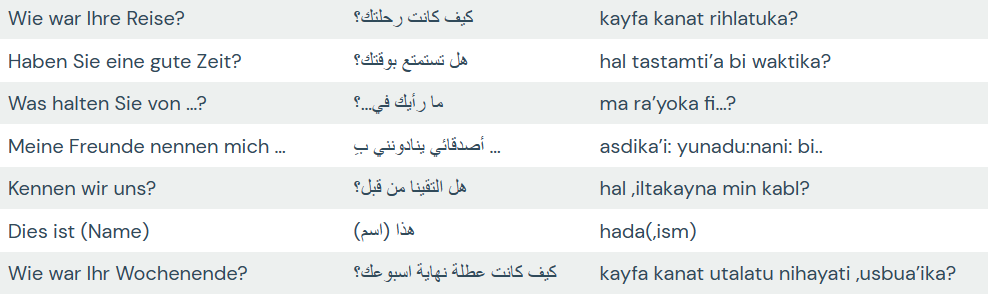 Wie war Ihre Reise? كيف كانت رحلتك؟ kayfa kanat rihlatuka?
Haben Sie eine gute Zeit? هل تستمتع بوقتك؟ hal tastamti’a bi waktika?
Was halten Sie von ...? ما رأيك في...؟ ma ra’yoka fi...?
Meine Freunde nennen mich ... أصدقائي ينادونني بِ ... asdika’i: yunadu:nani: bi..
Kennen wir uns? هل التقينا من قبل؟ hal ,iltakayna min kabl?
Dies ist (Name) هذا (اسم) hada(,ism)
Wie war Ihr Wochenende? كيف كانت عطلة نهاية اسبوعك؟ kayfa kanat utalatu nihayati ,usbua’ika?